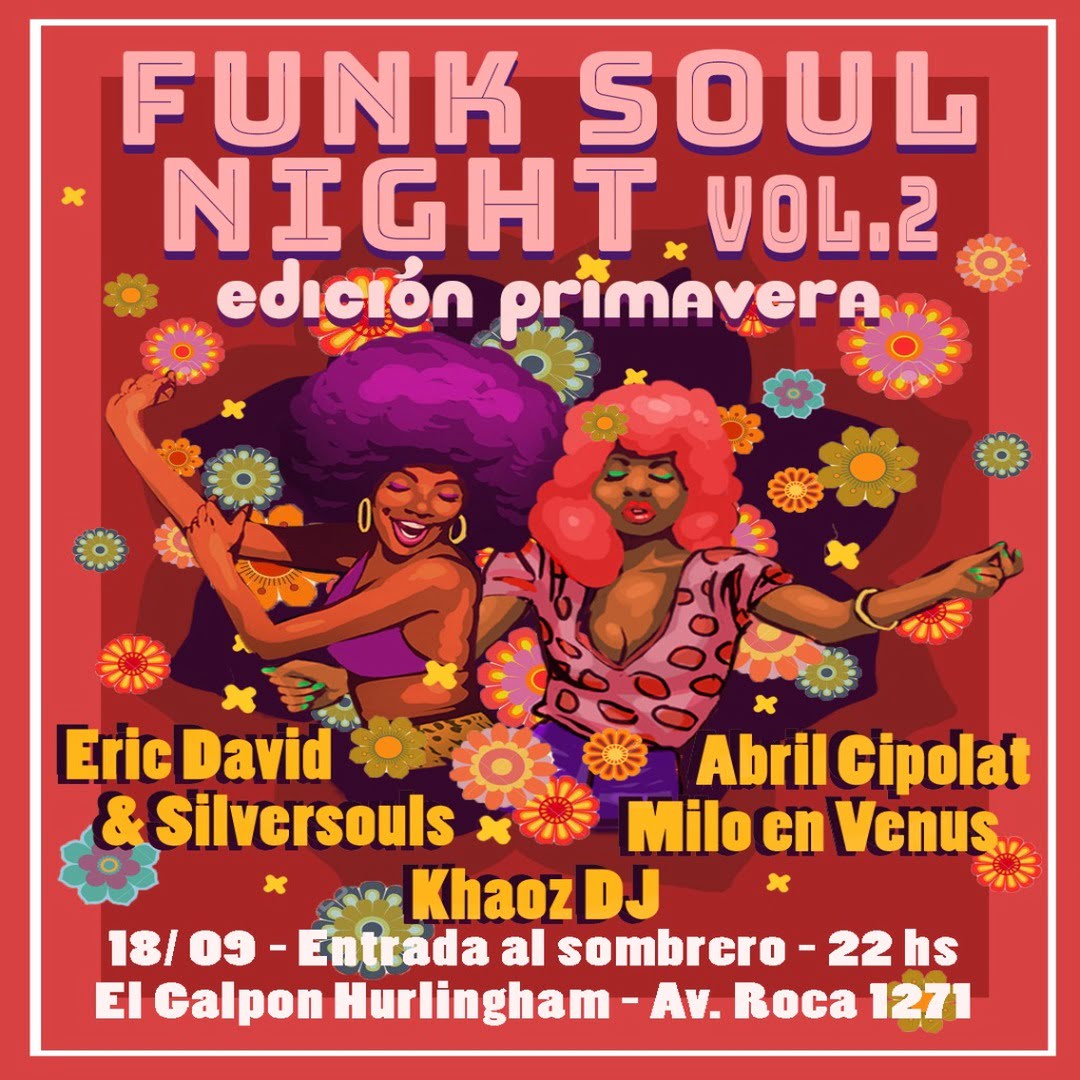 FUNK SOUL
NIGHT VOL.2
edición primavera
Eric David
& Silversouls
Abril Cipolat
Milo en Venus
Khaoz DJ
18/09 - Entrada al sombrero - 22 hs
El Galpon Hurlingham - Av. Roca 1271